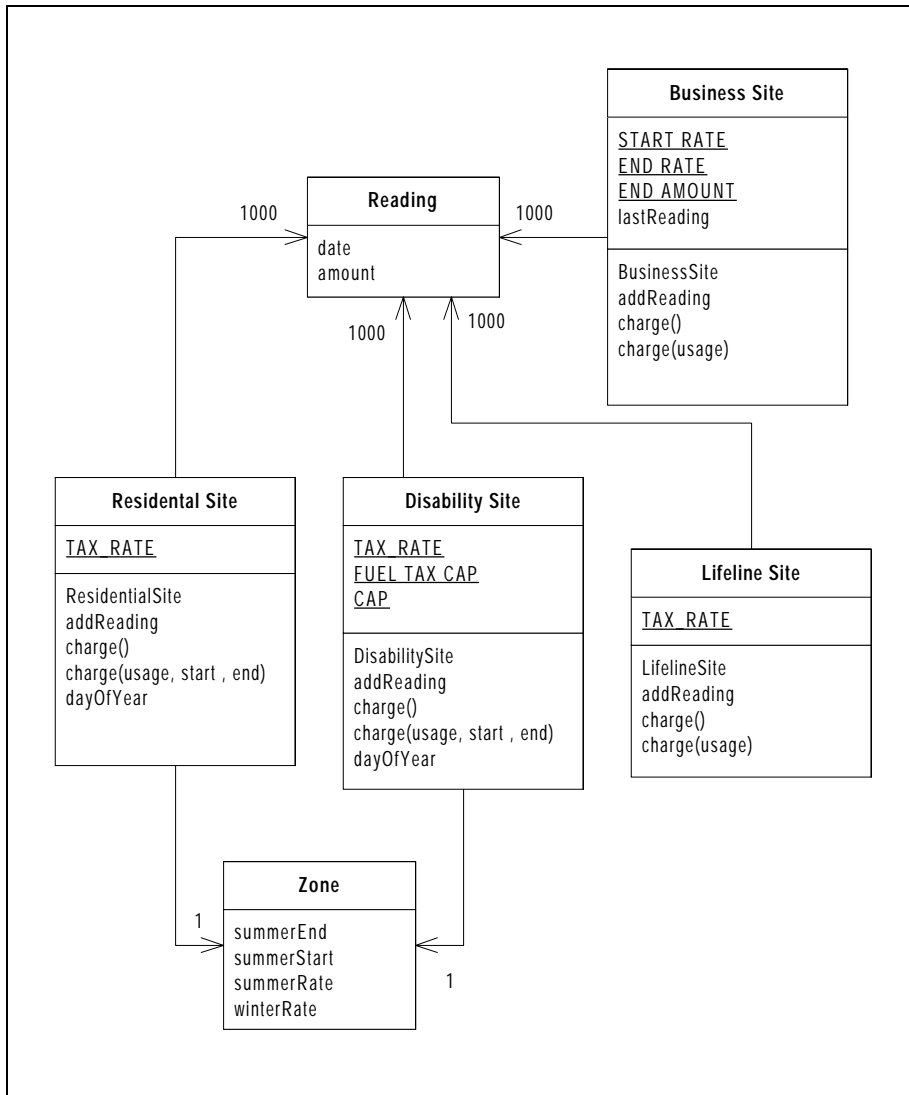 Business Site
START RATE
END RATE
END AMOUNT
lastReading
BusinessSite
addReading
charge()
charge(usage)
Reading
date
amount
1000
1000
1000
1000
Residental Site
TAX_RATE
ResidentialSite
addReading
charge()
charge(usage, start , end)
dayOfYear
Disability Site
TAX_RATE
FUEL TAX CAP
CAP
DisabilitySite
addReading
charge()
charge(usage, start , end)
dayOfYear
Lifeline Site
TAX_RATE
LifelineSite
addReading
charge()
charge(usage)
Zone
summerEnd
summerStart
summerRate
winterRate
1
1